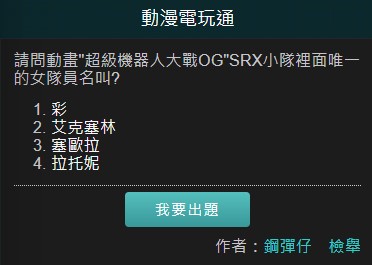 動漫電玩通
請問動畫"超級機器人大戰OG"SRX小隊裡面唯一
的女隊員名叫?
1. 彩
2. 艾克塞林
3. 塞歐拉
4. 拉托妮
我要出題
作者：鋼彈仔 檢舉